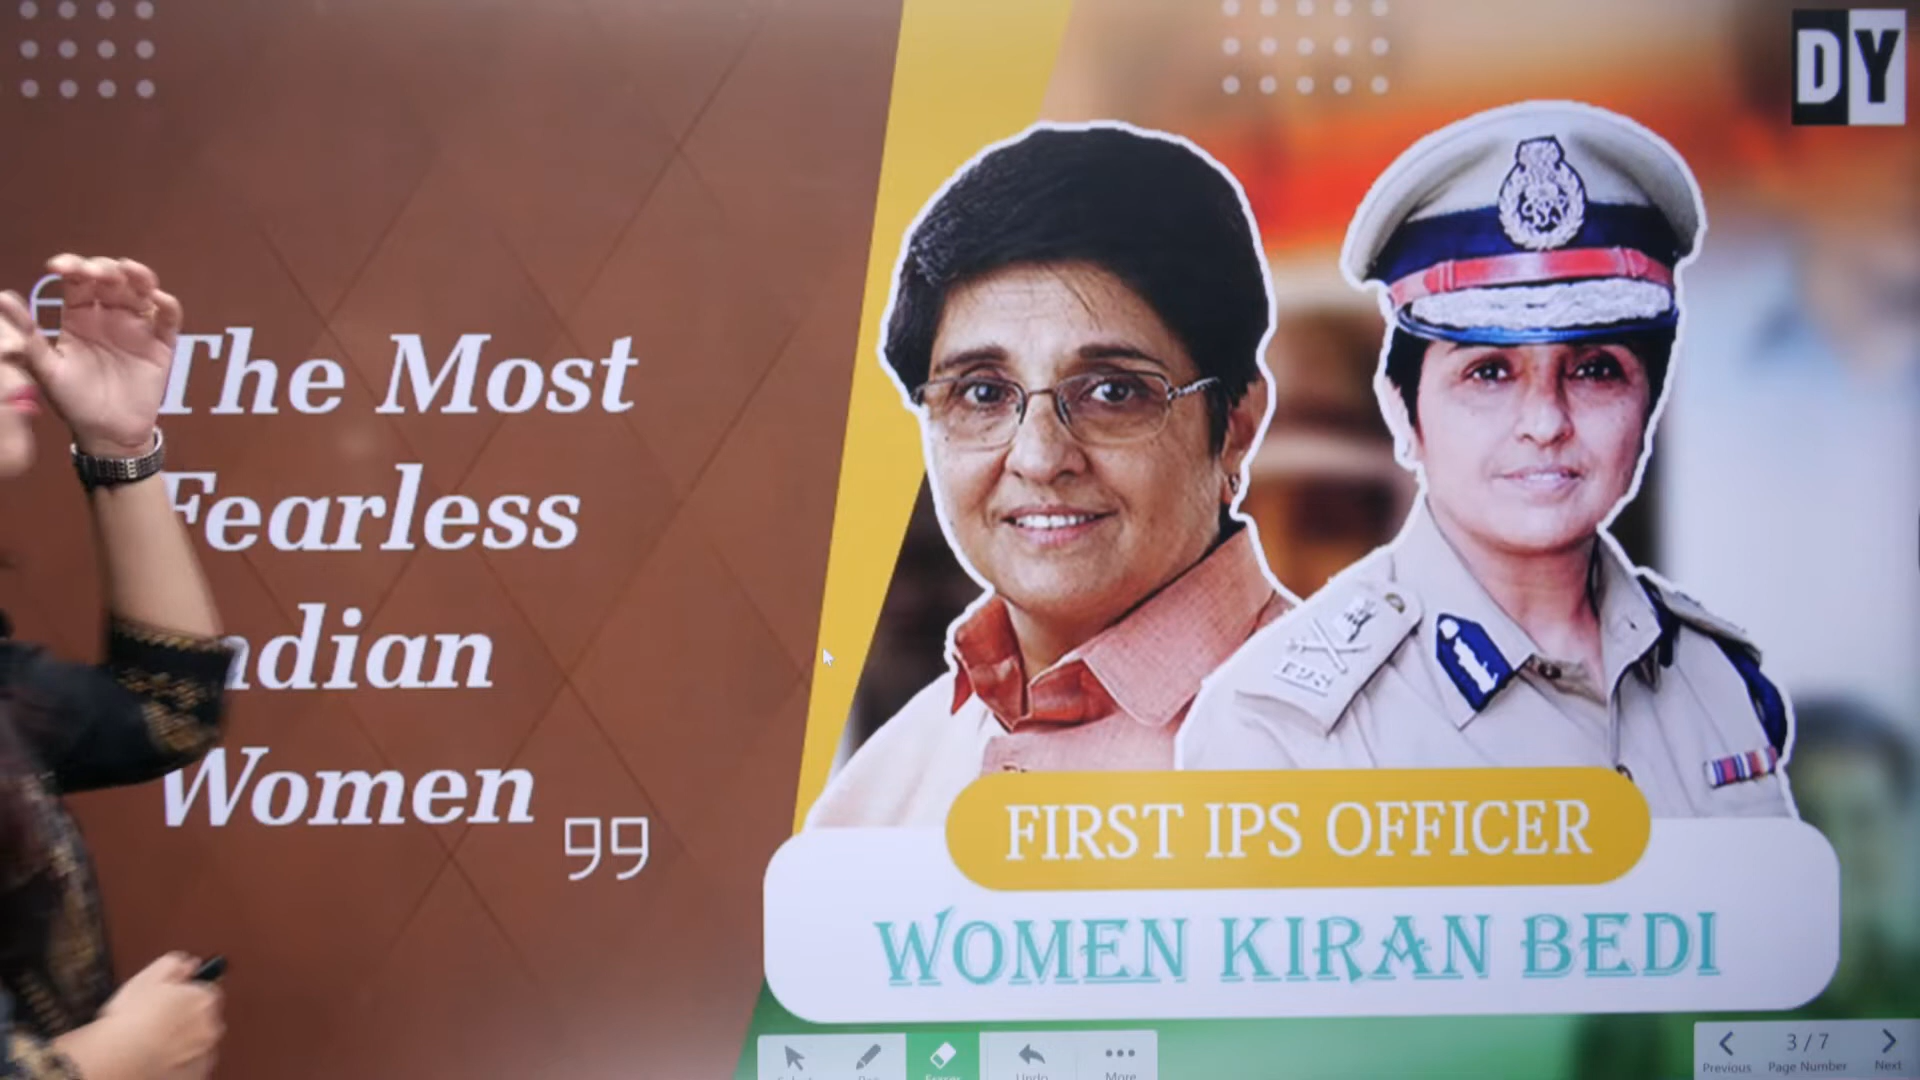 DY
The Most
Fearless
Indian
Women
FIRST IPS OFFICER
WOMEN KIRAN BEDI
Undo
More
Previous
3 / 7
Page Number
Next